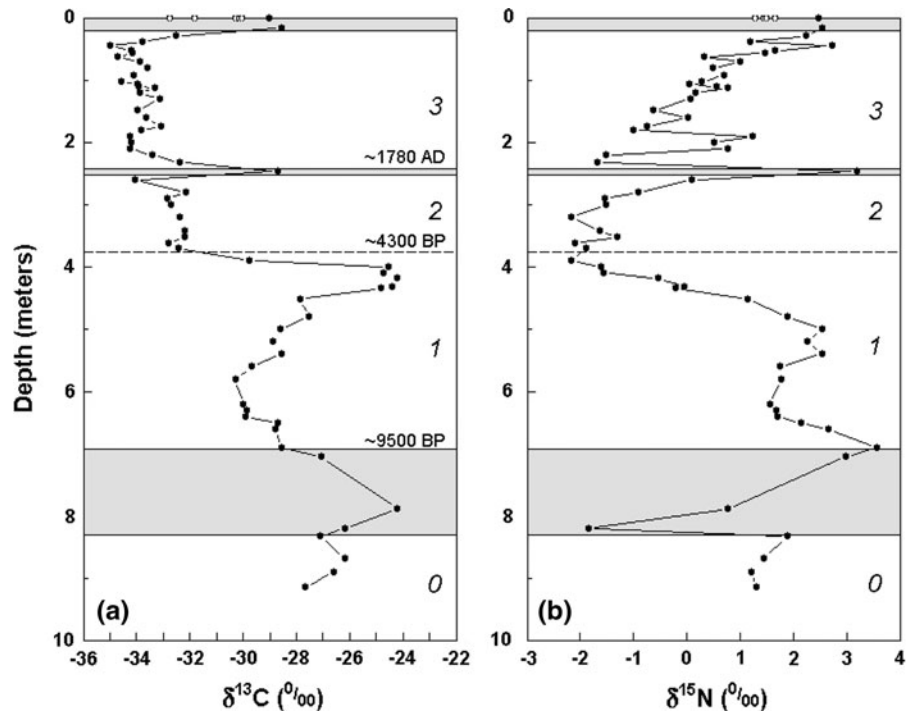 0
2
4
6
8
10
Depth (meters)
3
~1780 AD
2
~4300 BP
1
~9500 BP
0
(a)
-36 -34 -32 -30 -28 -26 -24 -22
δ¹³C (⁰/₀₀)
0
2
4
6
8
10
3
2
1
0
(b)
-3 -2 -1 0 1 2 3 4
δ¹⁵N (⁰/₀₀)